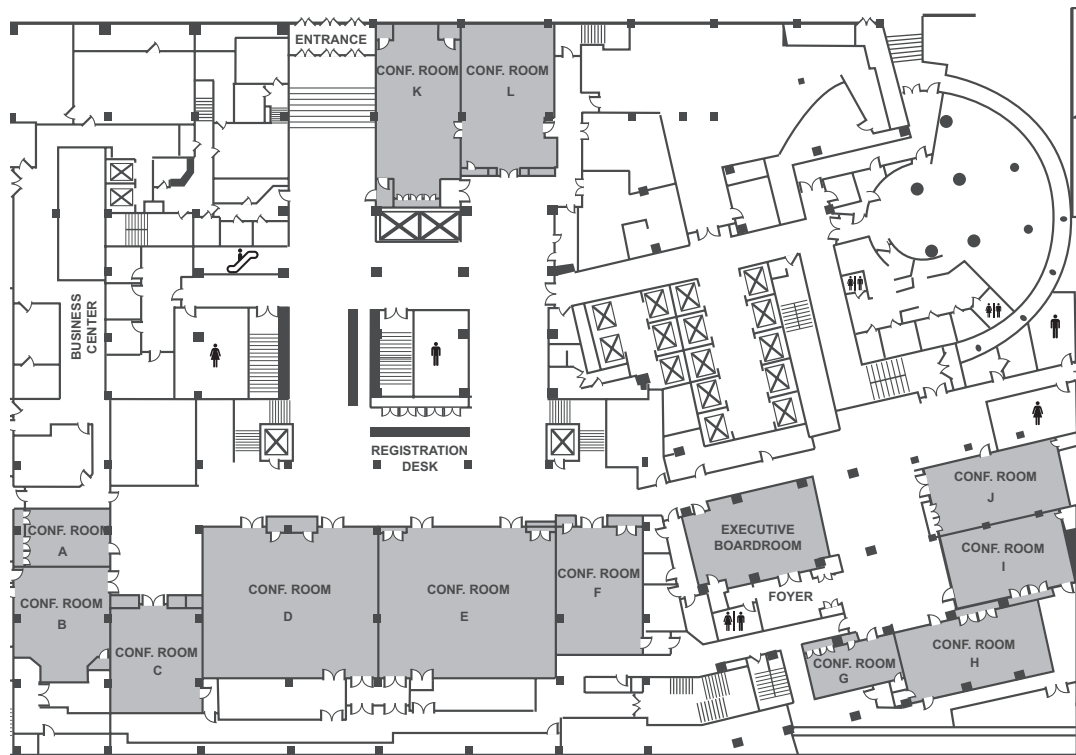 ENTRANCE
CONF. ROOM
K
CONF. ROOM
L
BUSINESS
CENTER
REGISTRATION
DESK
CONF. ROOM
A
CONF. ROOM
B
CONF. ROOM
C
CONF. ROOM
D
CONF. ROOM
E
CONF. ROOM
F
EXECUTIVE
BOARDROOM
FOYER
CONF. ROOM
J
CONF. ROOM
I
CONF. ROOM
H
CONF. ROOM
G